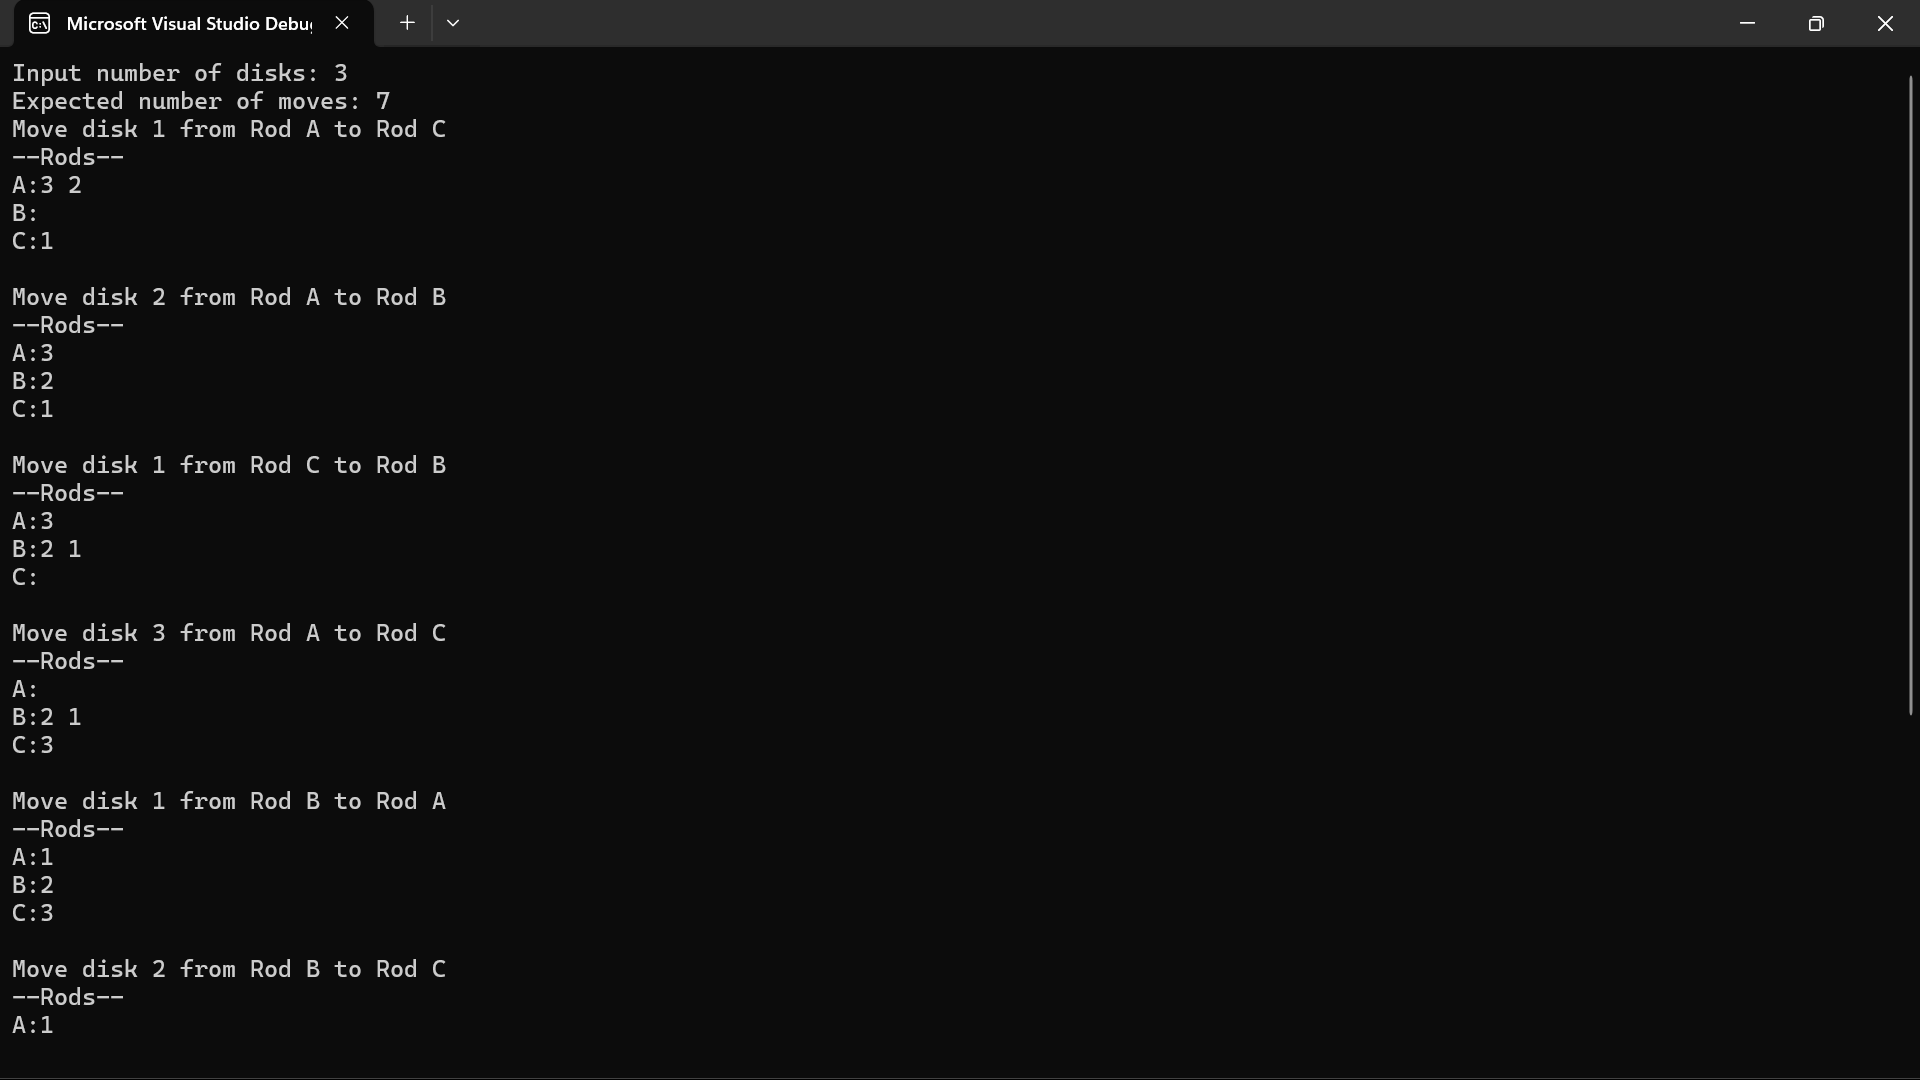 Microsoft Visual Studio Debu
Input number of disks: 3
Expected number of moves: 7
Move disk 1 from Rod A to Rod C
--Rods--
A:3 2
B:
C:1
Move disk 2 from Rod A to Rod B
--Rods--
A:3
B:2
C:1
Move disk 1 from Rod C to Rod B
--Rods--
A:3
B:2 1
C:
Move disk 3 from Rod A to Rod C
--Rods--
A:
B:2 1
C:3
Move disk 1 from Rod B to Rod A
--Rods--
A:1
B:2
C:3
Move disk 2 from Rod B to Rod C
--Rods--
A:1